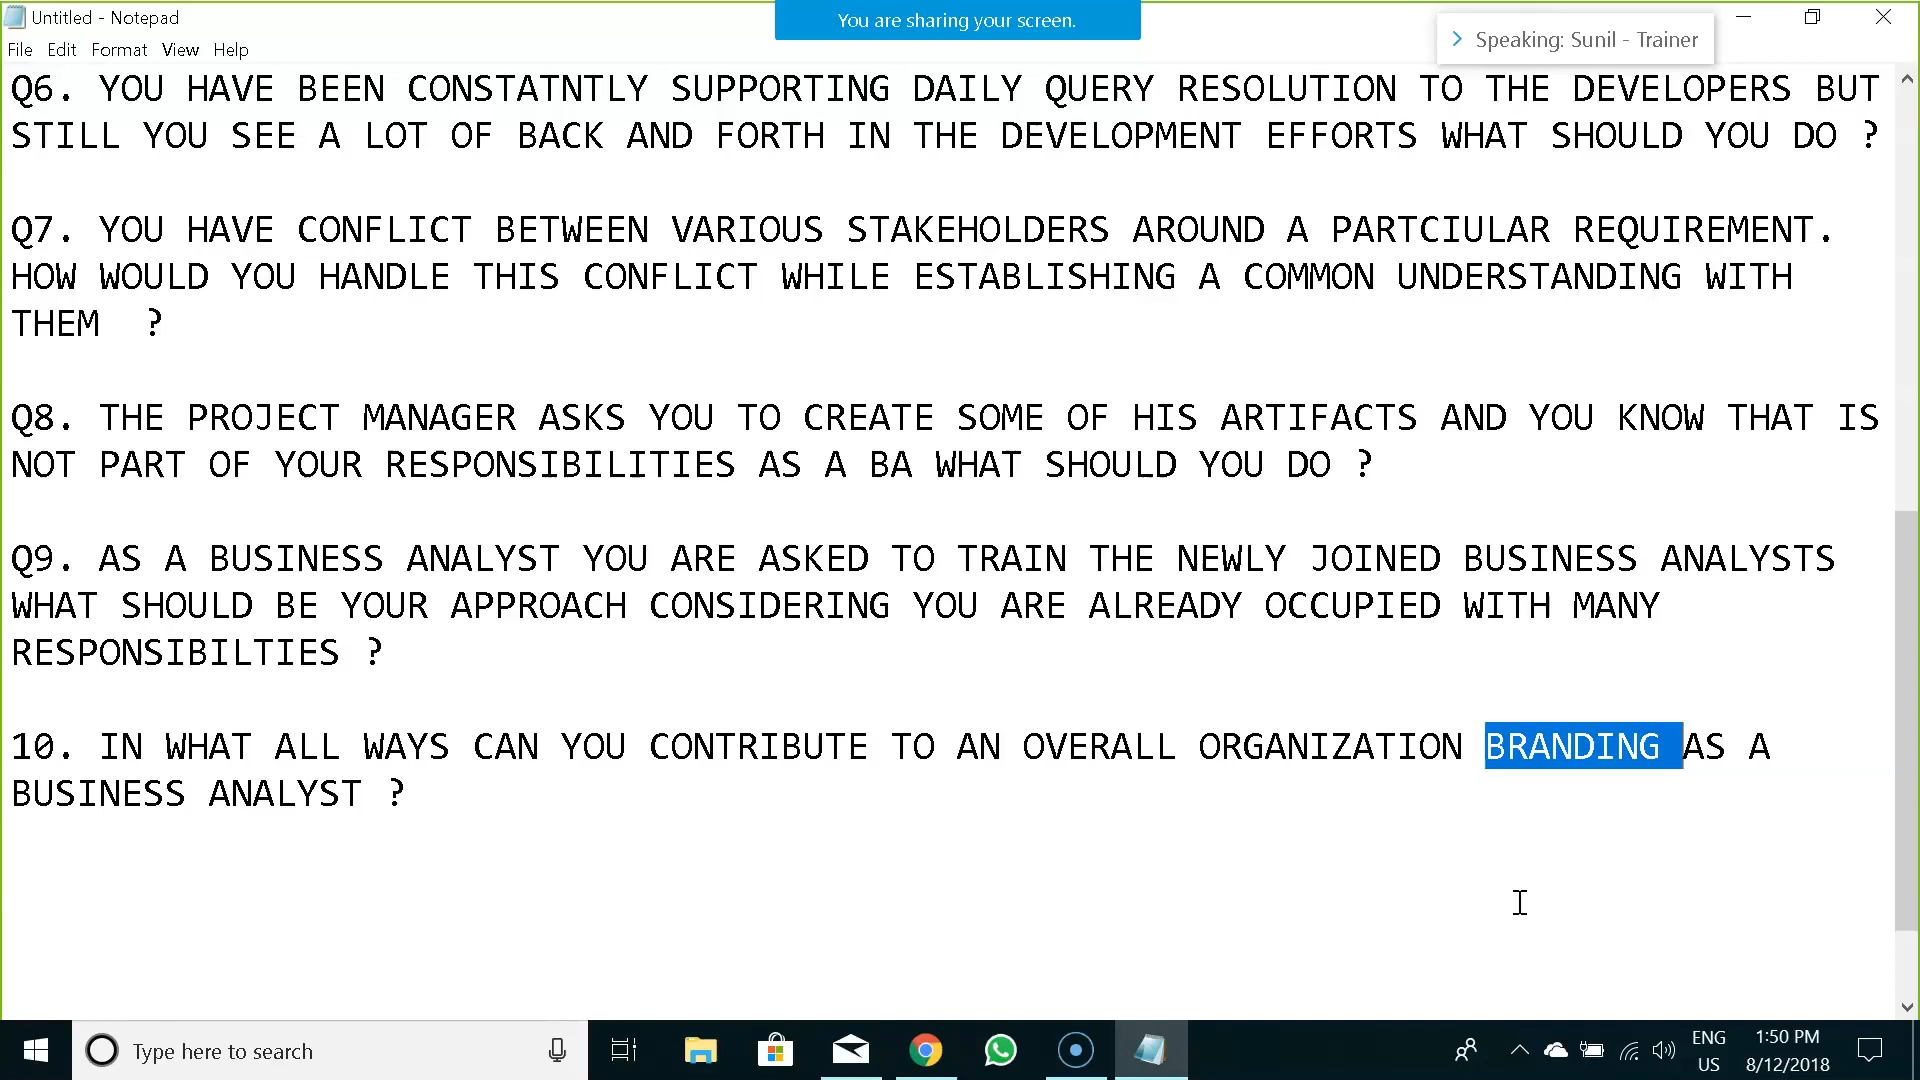 Untitled - Notepad
You are sharing your screen.
Speaking: Sunil - Trainer
File Edit Format View Help
Q6. YOU HAVE BEEN CONSTATNTLY SUPPORTING DAILY QUERY RESOLUTION TO THE DEVELOPERS BUT
STILL YOU SEE A LOT OF BACK AND FORTH IN THE DEVELOPMENT EFFORTS WHAT SHOULD YOU DO ?
Q7. YOU HAVE CONFLICT BETWEEN VARIOUS STAKEHOLDERS AROUND A PARTCIULAR REQUIREMENT.
HOW WOULD YOU HANDLE THIS CONFLICT WHILE ESTABLISHING A COMMON UNDERSTANDING WITH
THEM ?
Q8. THE PROJECT MANAGER ASKS YOU TO CREATE SOME OF HIS ARTIFACTS AND YOU KNOW THAT IS
NOT PART OF YOUR RESPONSIBILITIES AS A BA WHAT SHOULD YOU DO ?
Q9. AS A BUSINESS ANALYST YOU ARE ASKED TO TRAIN THE NEWLY JOINED BUSINESS ANALYSTS
WHAT SHOULD BE YOUR APPROACH CONSIDERING YOU ARE ALREADY OCCUPIED WITH MANY
RESPONSIBILTIES ?
10. IN WHAT ALL WAYS CAN YOU CONTRIBUTE TO AN OVERALL ORGANIZATION BRANDING AS A
BUSINESS ANALYST ?
Type here to search
ENG
US
1:50 PM
8/12/2018